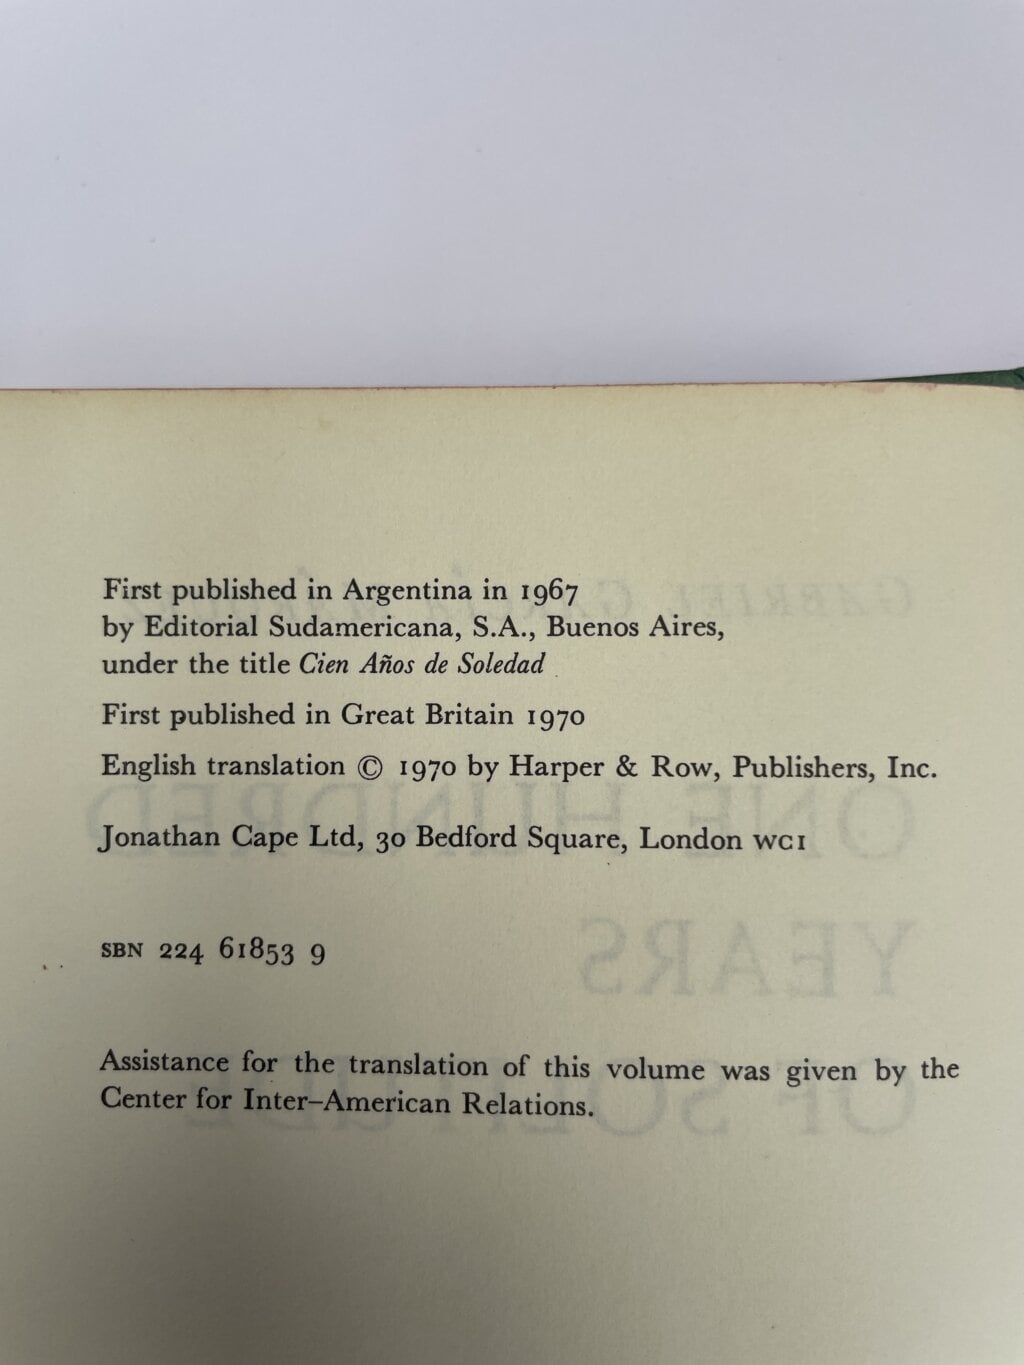 First published in Argentina in 1967
by Editorial Sudamericana, S.A., Buenos Aires,
under the title Cien Años de Soledad
First published in Great Britain 1970
English translation © 1970 by Harper & Row, Publishers, Inc.
Jonathan Cape Ltd, 30 Bedford Square, London WC1
SBN 224 61853 9
Assistance for the translation of this volume was given by the
Center for Inter–American Relations.